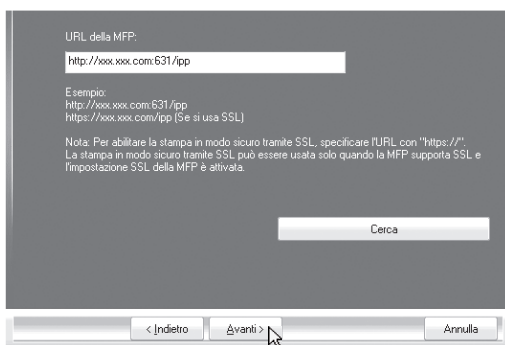 URL della MFP:
http://xxx.xxx.com:631/ipp
Esempio:
http://xxx.xxx.com:631/ipp
https://xxx.xxx.com/ipp (Se si usa SSL)
Nota: Per abilitare la stampa in modo sicuro tramite SSL, specificare l'URL con "https://".
La stampa in modo sicuro tramite SSL può essere usata solo quando la MFP supporta SSL e
l'impostazione SSL della MFP è attivata.
Cerca
< Indietro
Avanti >
Annulla